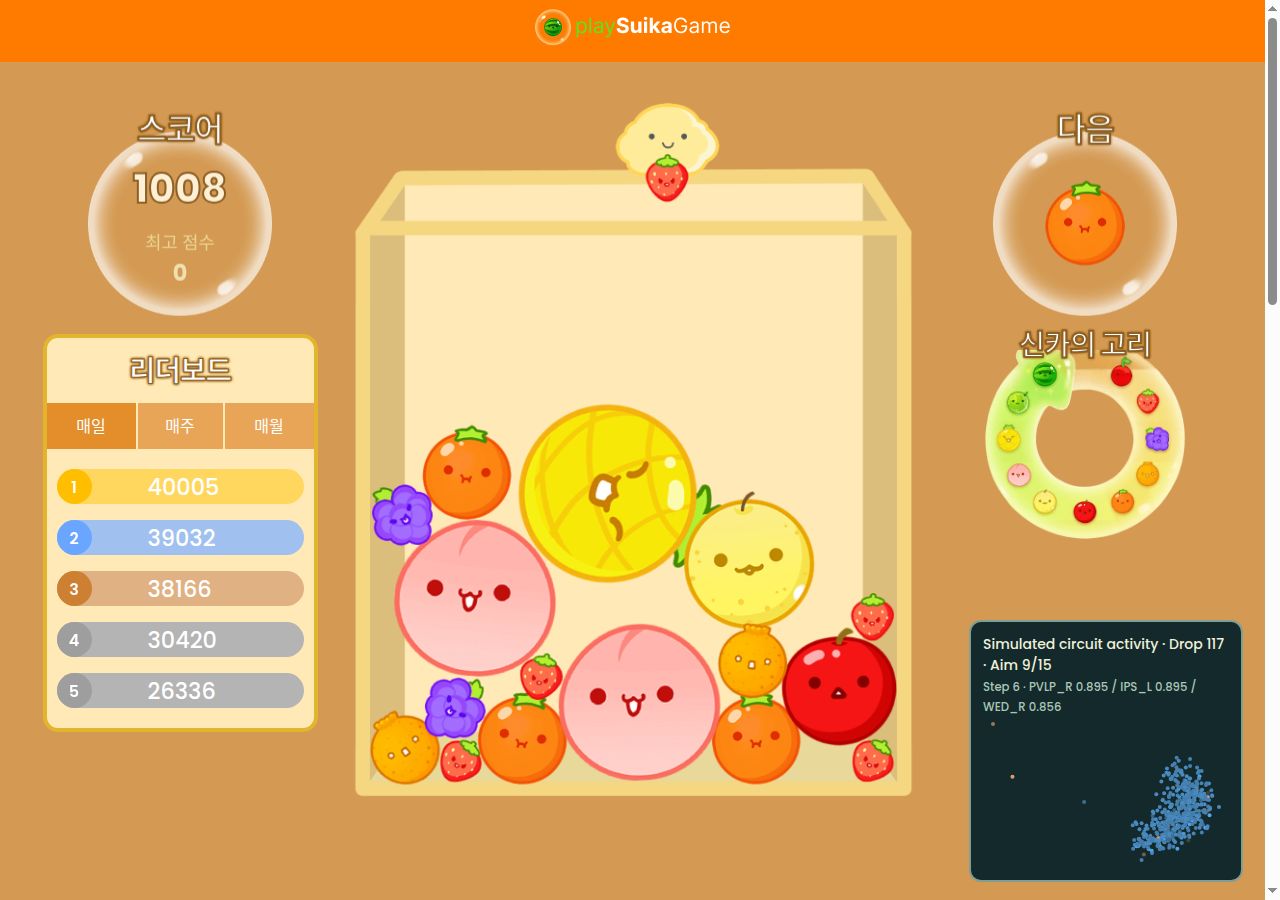 playSuikaGame
스코어
1008
최고 점수
0
리더보드
매일 매주 매월
1 40005
2 39032
3 38166
4 30420
5 26336
다음
신카의 고리
Simulated circuit activity · Drop 117
· Aim 9/15
Step 6 · PVLP_R 0.895 / IPS_L 0.895 /
WED_R 0.856